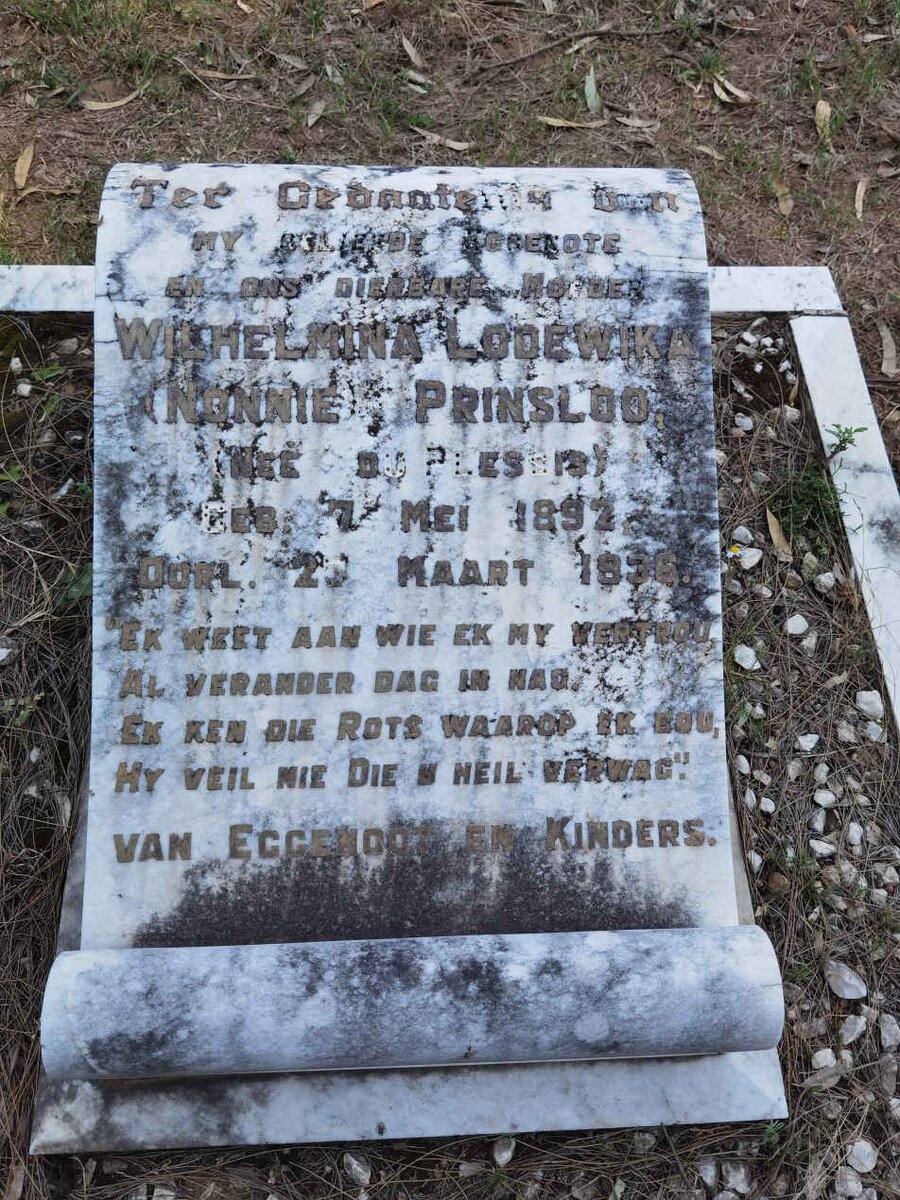 Ter Gedagtenis van
MY GELIEFDE EGGENOTE
EN ONS DIERBARE MOEDER
WILHELMINA LODEWIKA
(NONNIE) PRINSLOO,
(NEÉ DU PLESSIS)
GEB. 7 MEI 1892.
OORL. MAART 1936.
"EK WEET AAN WIE EK MY VERTROU,
AL VERANDER DAG IN NAG,
EK KEN DIE ROTS WAAROP EK BOU,
HY VEIL NIE DIE U HEIL VERWAG".
VAN EGGENOOT EN KINDERS.